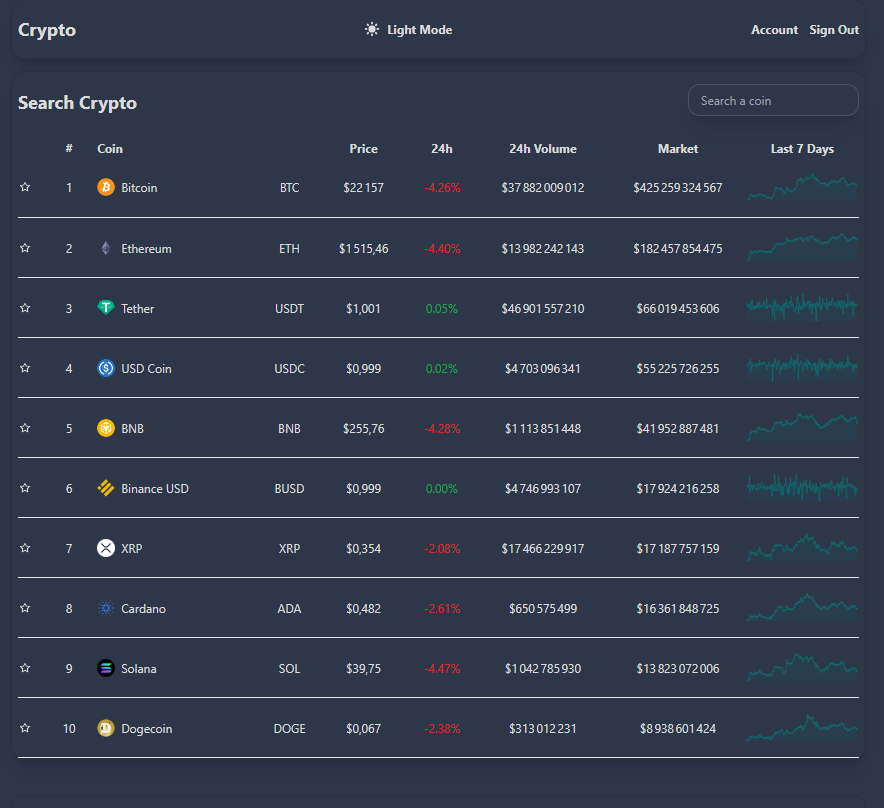 Crypto Light Mode Account Sign Out
Search Crypto Search a coin
# Coin Price 24h 24h Volume Market Last 7 Days
1 Bitcoin BTC $22 157 -4.26% $37 882 009 012 $425 259 324 567
2 Ethereum ETH $1 515,46 -4.40% $13 982 242 143 $182 457 854 475
3 Tether USDT $1,001 0.05% $46 901 557 210 $66 019 453 606
4 USD Coin USDC $0,999 0.02% $4 703 096 341 $55 225 726 255
5 BNB BNB $255,76 -4.28% $1 113 851 448 $41 952 887 481
6 Binance USD BUSD $0,999 0.00% $4 746 993 107 $17 924 216 258
7 XRP XRP $0,354 -2.08% $17 466 229 917 $17 187 757 159
8 Cardano ADA $0,482 -2.61% $650 575 499 $16 361 848 725
9 Solana SOL $39,75 -4.47% $1 042 785 930 $13 823 072 006
10 Dogecoin DOGE $0,067 -2.38% $313 012 231 $8 938 601 424